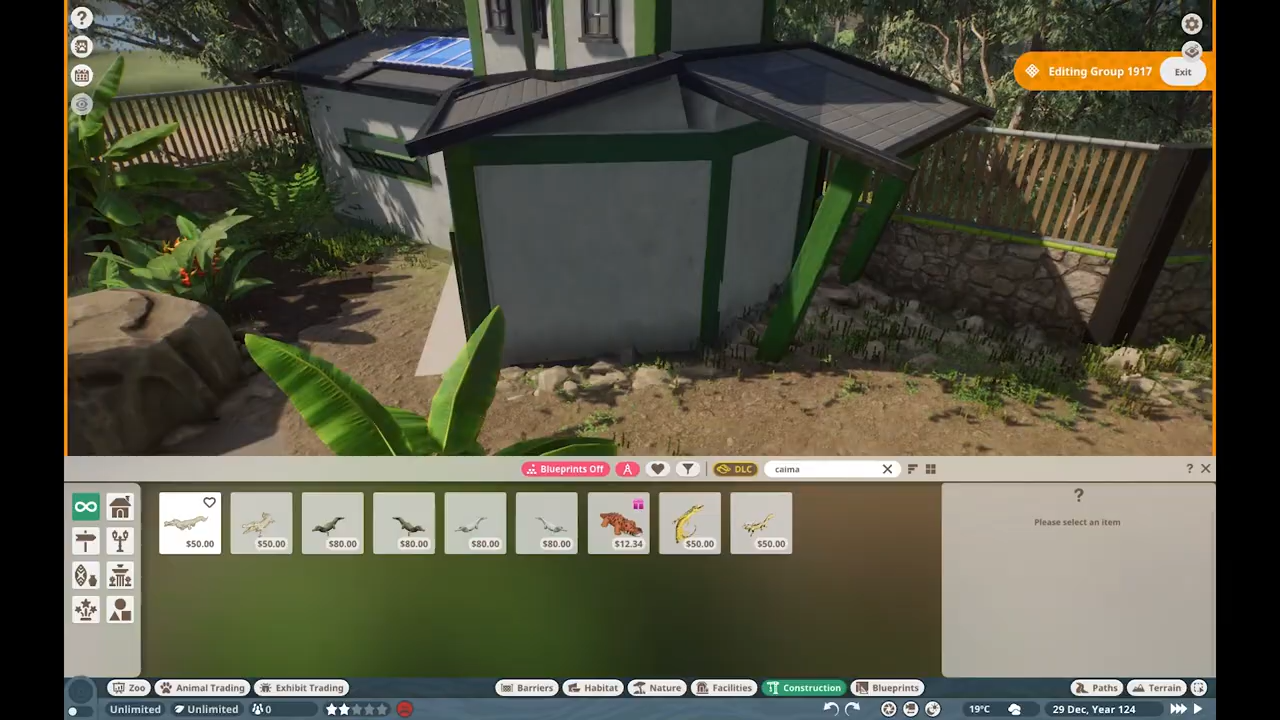 ?
Editing Group 1917 Exit
Blueprints Off DLC caima
? ×
$50.00 $50.00 $80.00 $80.00 $80.00 $80.00 $12.34 $50.00 $50.00
?
Please select an item
Zoo Animal Trading Exhibit Trading Barriers Habitat Nature Facilities Construction Blueprints Paths Terrain
Unlimited Unlimited 0 19°C 29 Dec, Year 124